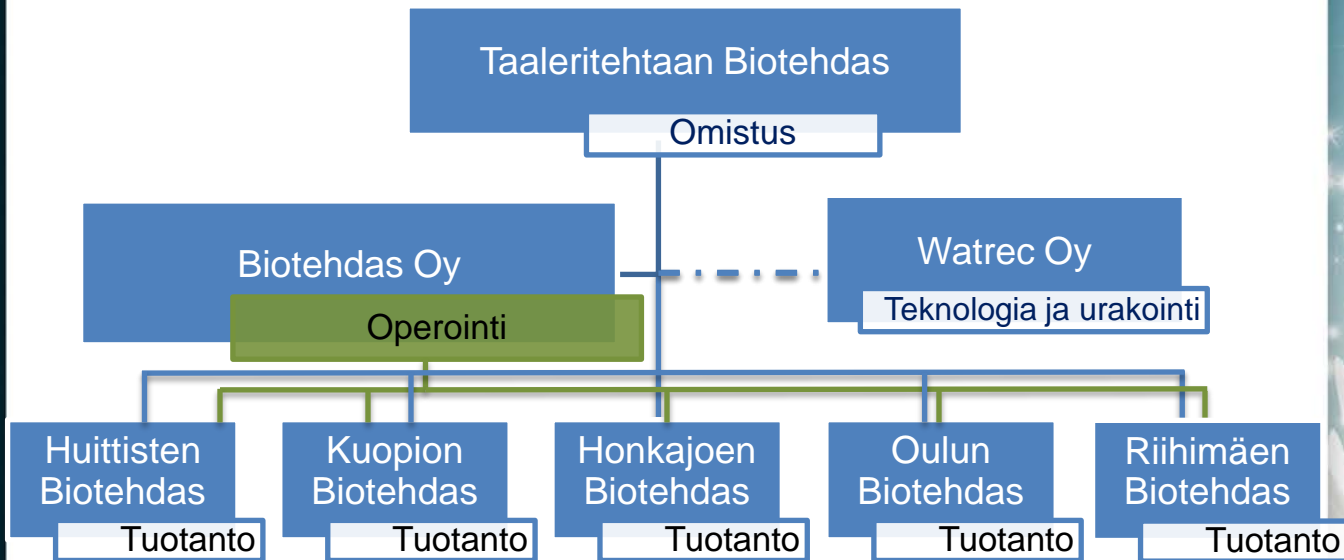 Taaleritehtaan Biotehdas
Omistus
Biotehdas Oy
Operointi
Watrec Oy
Teknologia ja urakointi
Huittisten
Biotehdas
Tuotanto
Kuopion
Biotehdas
Tuotanto
Honkajoen
Biotehdas
Tuotanto
Oulun
Biotehdas
Tuotanto
Riihimäen
Biotehdas
Tuotanto